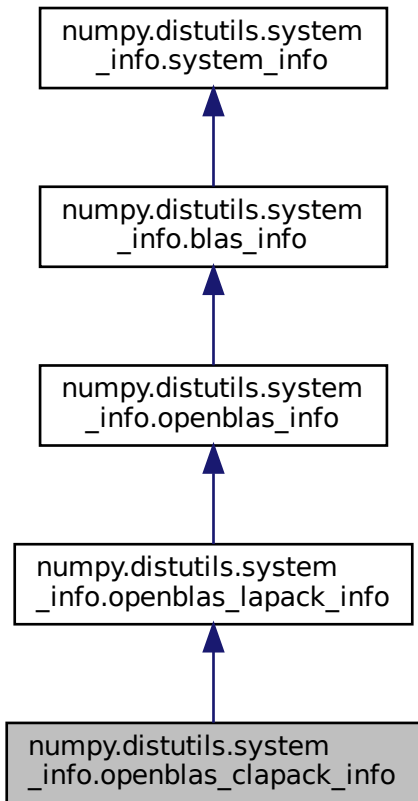 numpy.distutils.system
_info.system_info
numpy.distutils.system
_info.blas_info
numpy.distutils.system
_info.openblas_info
numpy.distutils.system
_info.openblas_lapack_info
numpy.distutils.system
_info.openblas_clapack_info